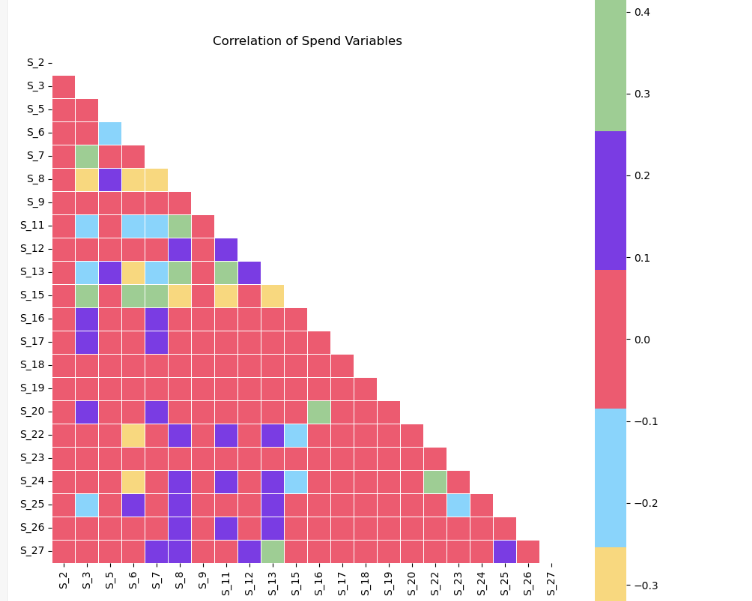 Correlation of Spend Variables
S_2
S_3
S_5
S_6
S_7
S_8
S_9
S_11
S_12
S_13
S_15
S_16
S_17
S_18
S_19
S_20
S_22
S_23
S_24
S_25
S_26
S_27
S_2 S_3 S_5 S_6 S_7 S_8 S_9 S_11 S_12 S_13 S_15 S_16 S_17 S_18 S_19 S_20 S_22 S_23 S_24 S_25 S_26 S_27
0.4
0.3
0.2
0.1
0.0
−0.1
−0.2
−0.3